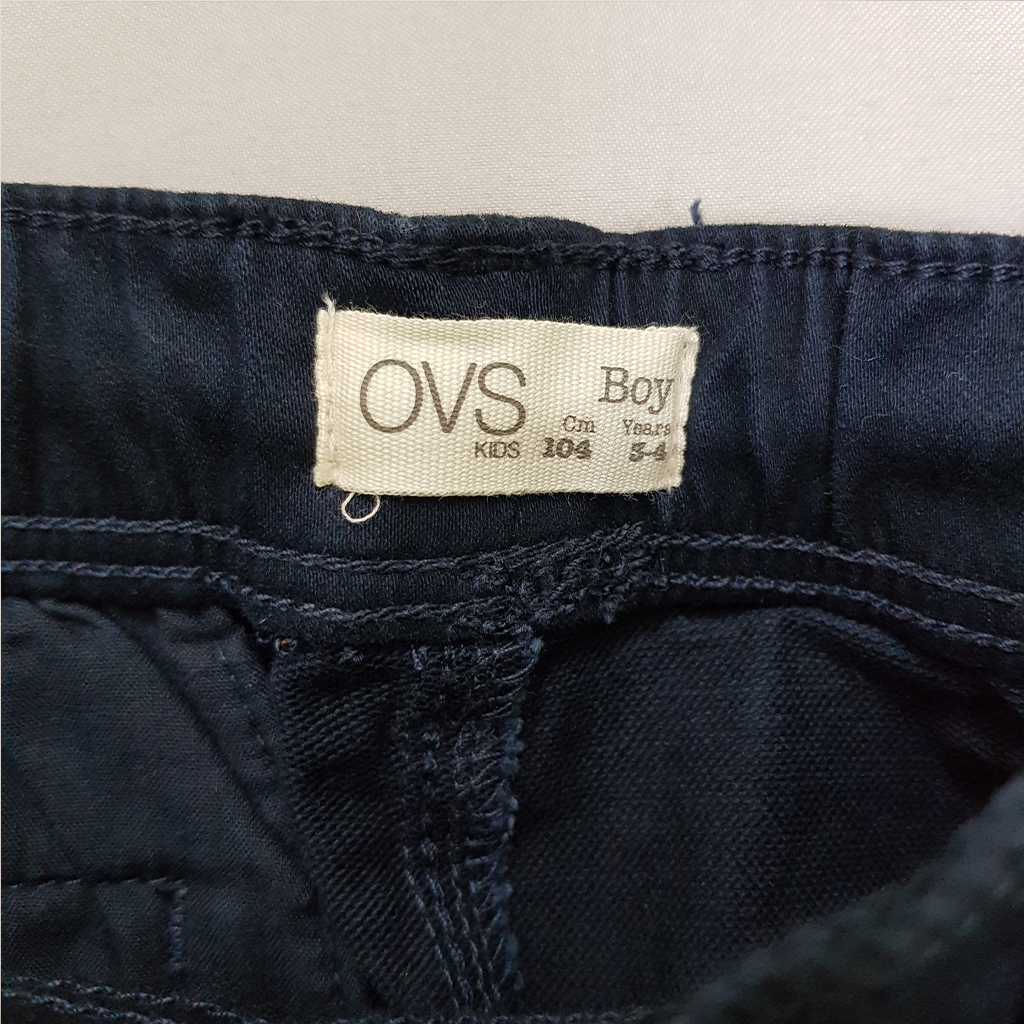 OVS Boy
Cm Years
KIDS 104 3-4